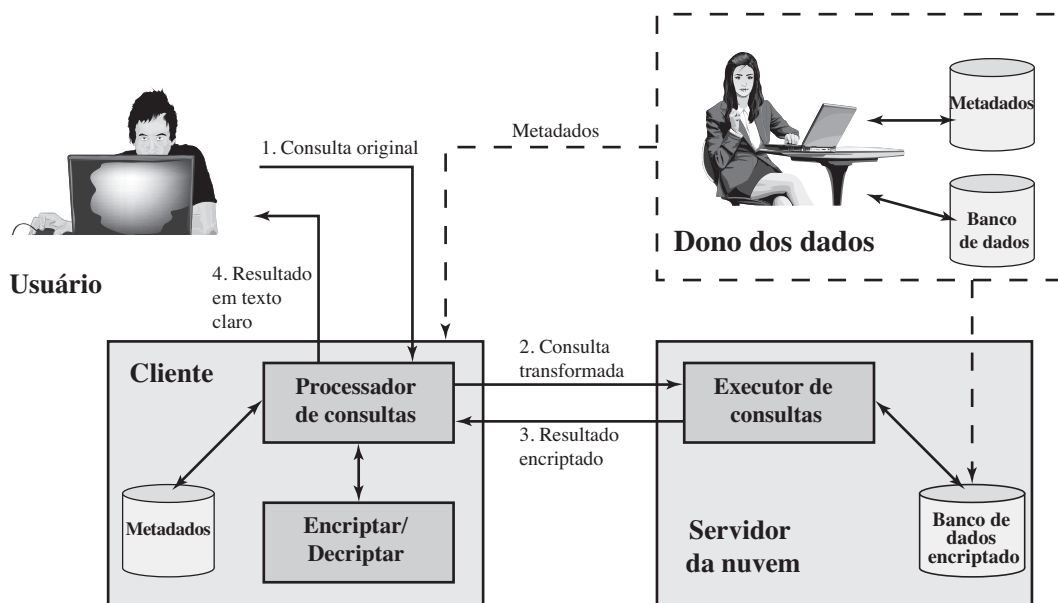 Metadados
1. Consulta original
Metadados
Banco
de dados
Dono dos dados
Usuário
4. Resultado
em texto
claro
Cliente
Processador
de consultas
2. Consulta
transformada
Executor de
consultas
3. Resultado
encriptado
Metadados
Encriptar/
Decriptar
Servidor
da nuvem
Banco de
dados
encriptado